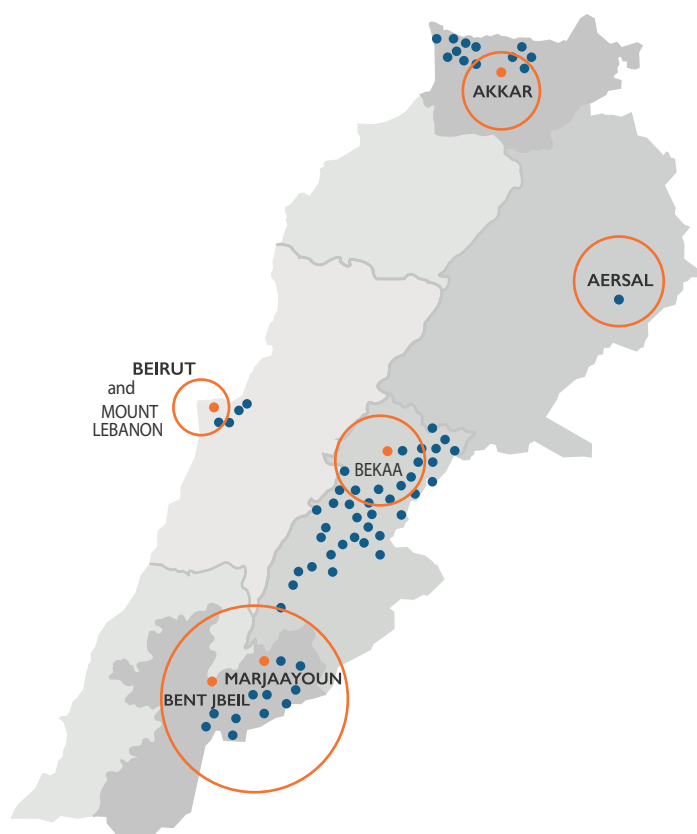 AKKAR
AERSAL
BEIRUT
and
MOUNT
LEBANON
BEKAA
MARJAAYOUN
BENT JBEIL